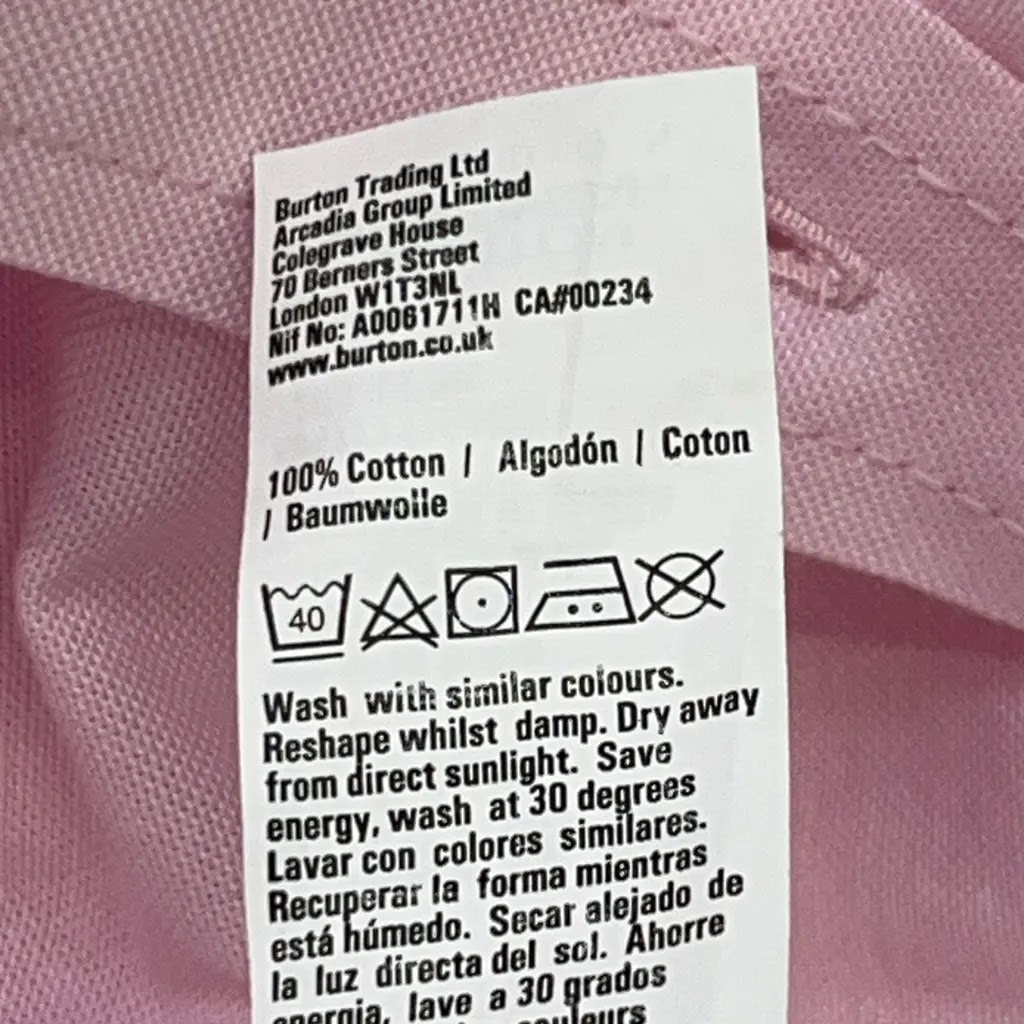 Burton Trading Ltd
Arcadia Group Limited
Colegrave House
70 Berners Street
London W1T3NL
Nif No: A0061711H CA#00234
www.burton.co.uk
100% Cotton / Algodón / Coton
/ Baumwolle
40
Wash with similar colours.
Reshape whilst damp. Dry away
from direct sunlight. Save
energy, wash at 30 degrees
Lavar con colores similares.
Recuperar la forma mientras
está húmedo. Secar alejado de
la luz directa del sol. Ahorre
energia, lave a 30 grados
couleurs